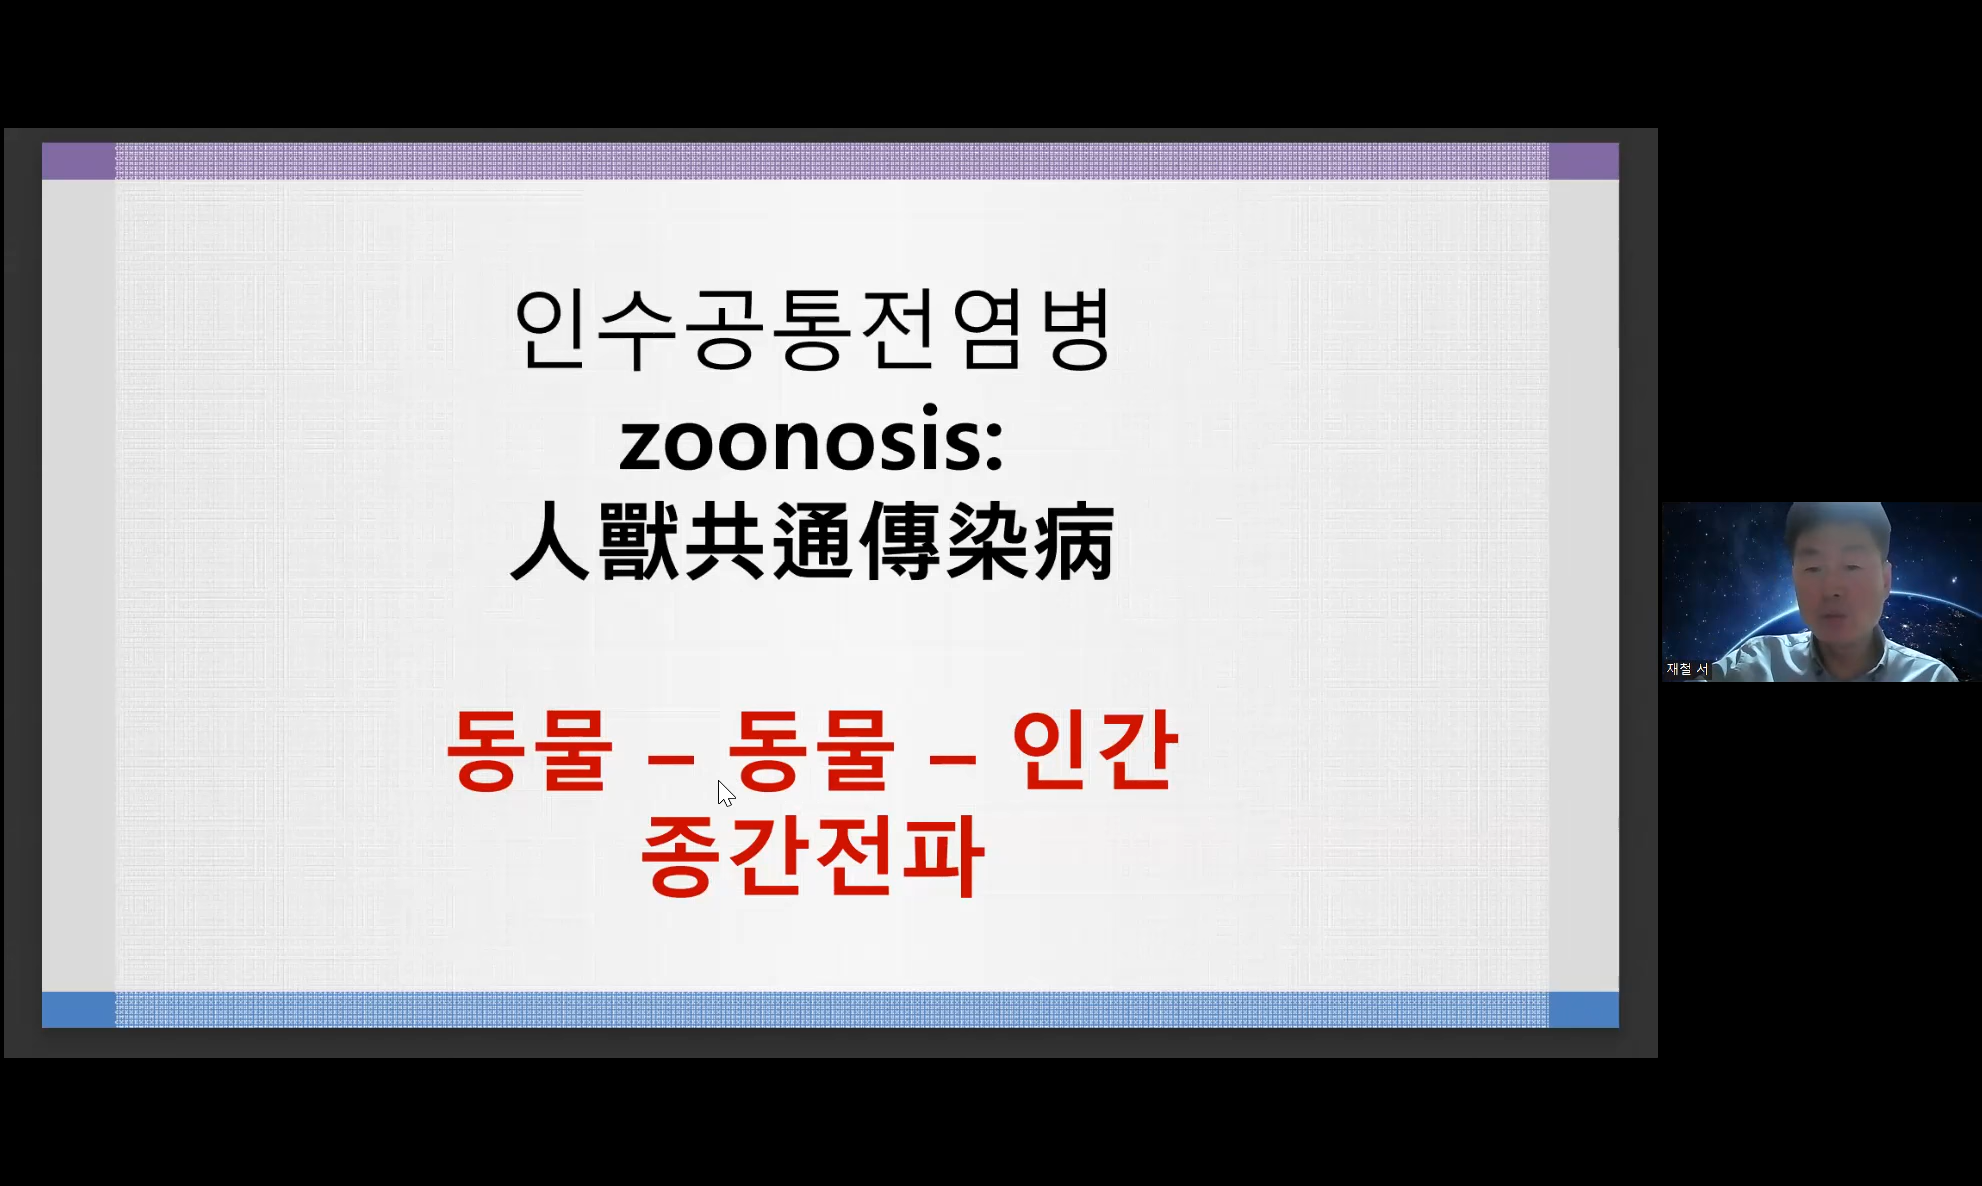 인수공통전염병
zoonosis:
人獸共通傳染病
동물 – 동물 – 인간
종간전파
재철 서